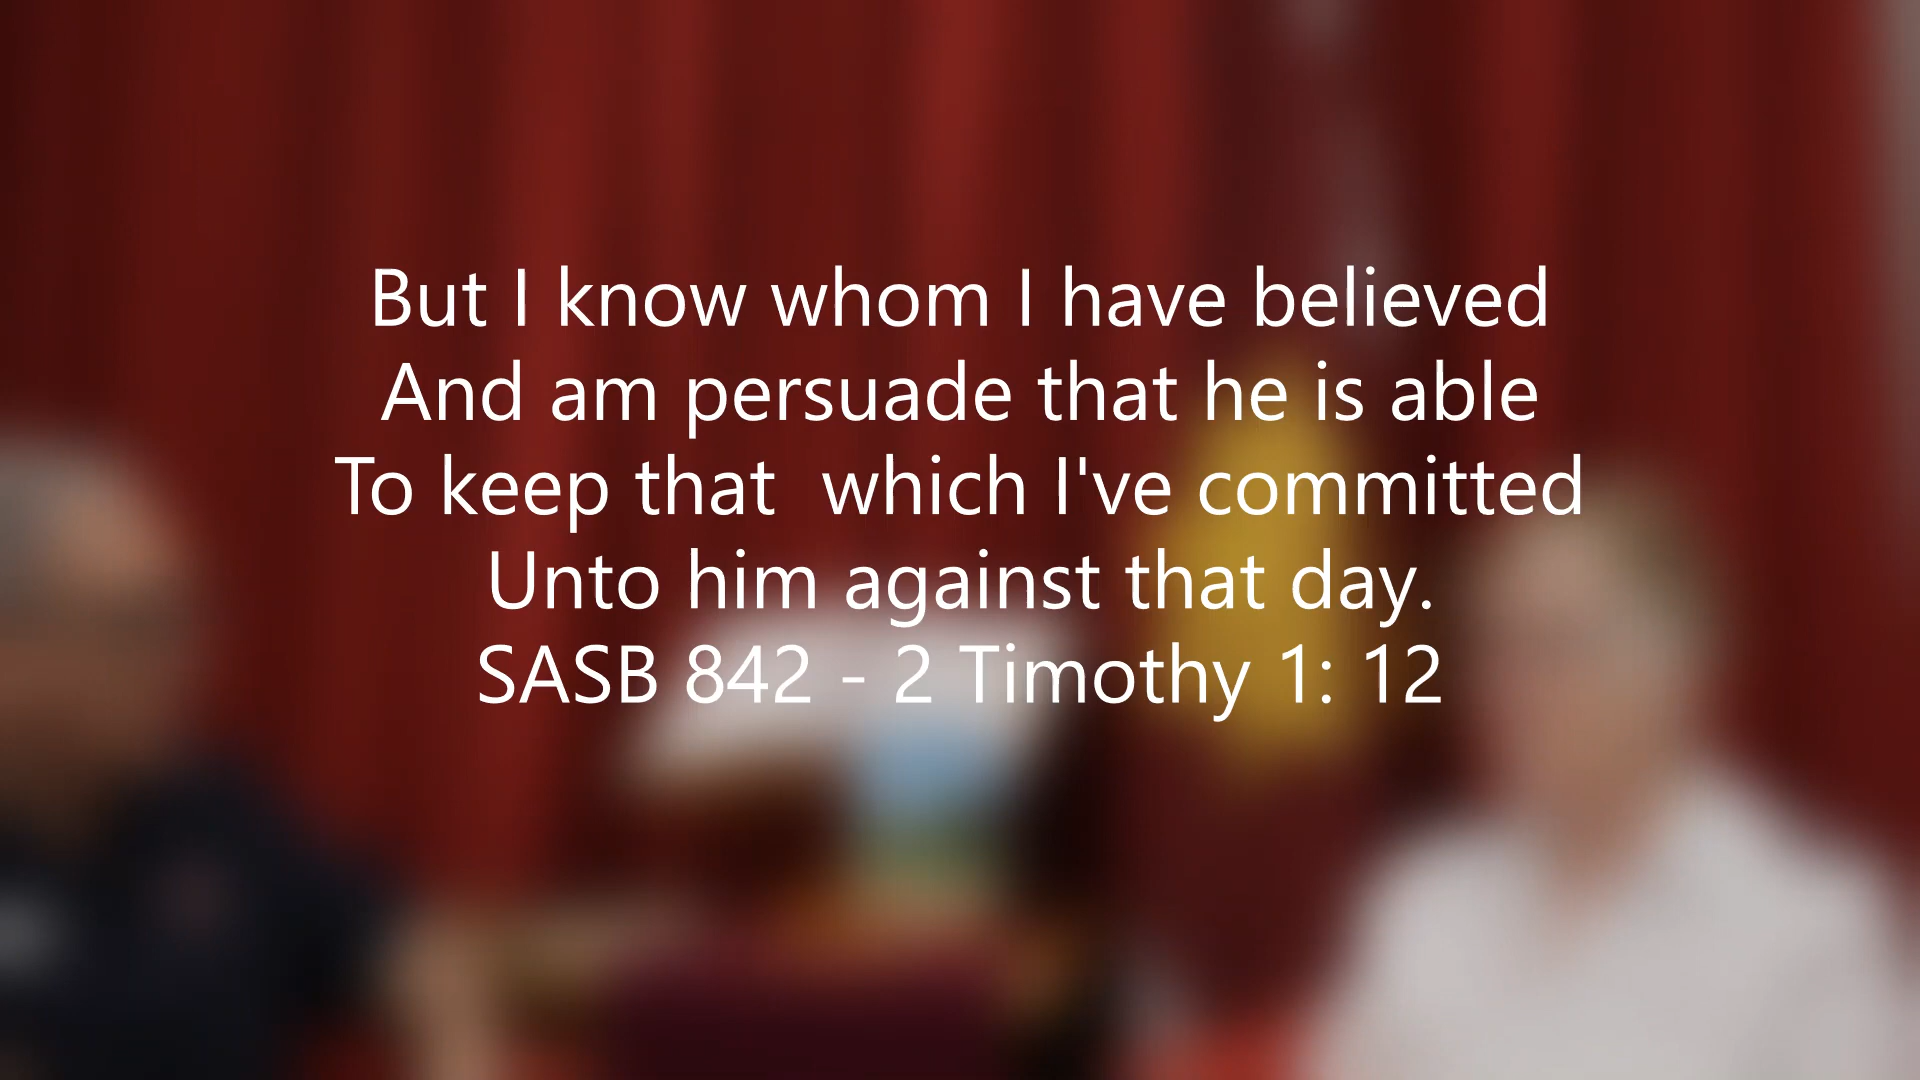 But I know whom I have believed
And am persuade that he is able
To keep that  which I've committed
Unto him against that day.
SASB 842 - 2 Timothy 1: 12